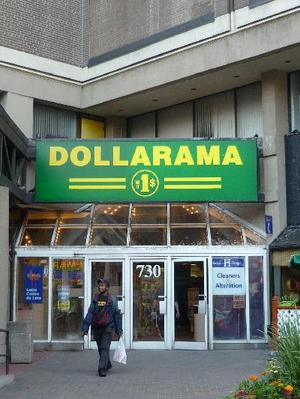 DOLLARAMA
1$
730
Cleaners
&
Alteration